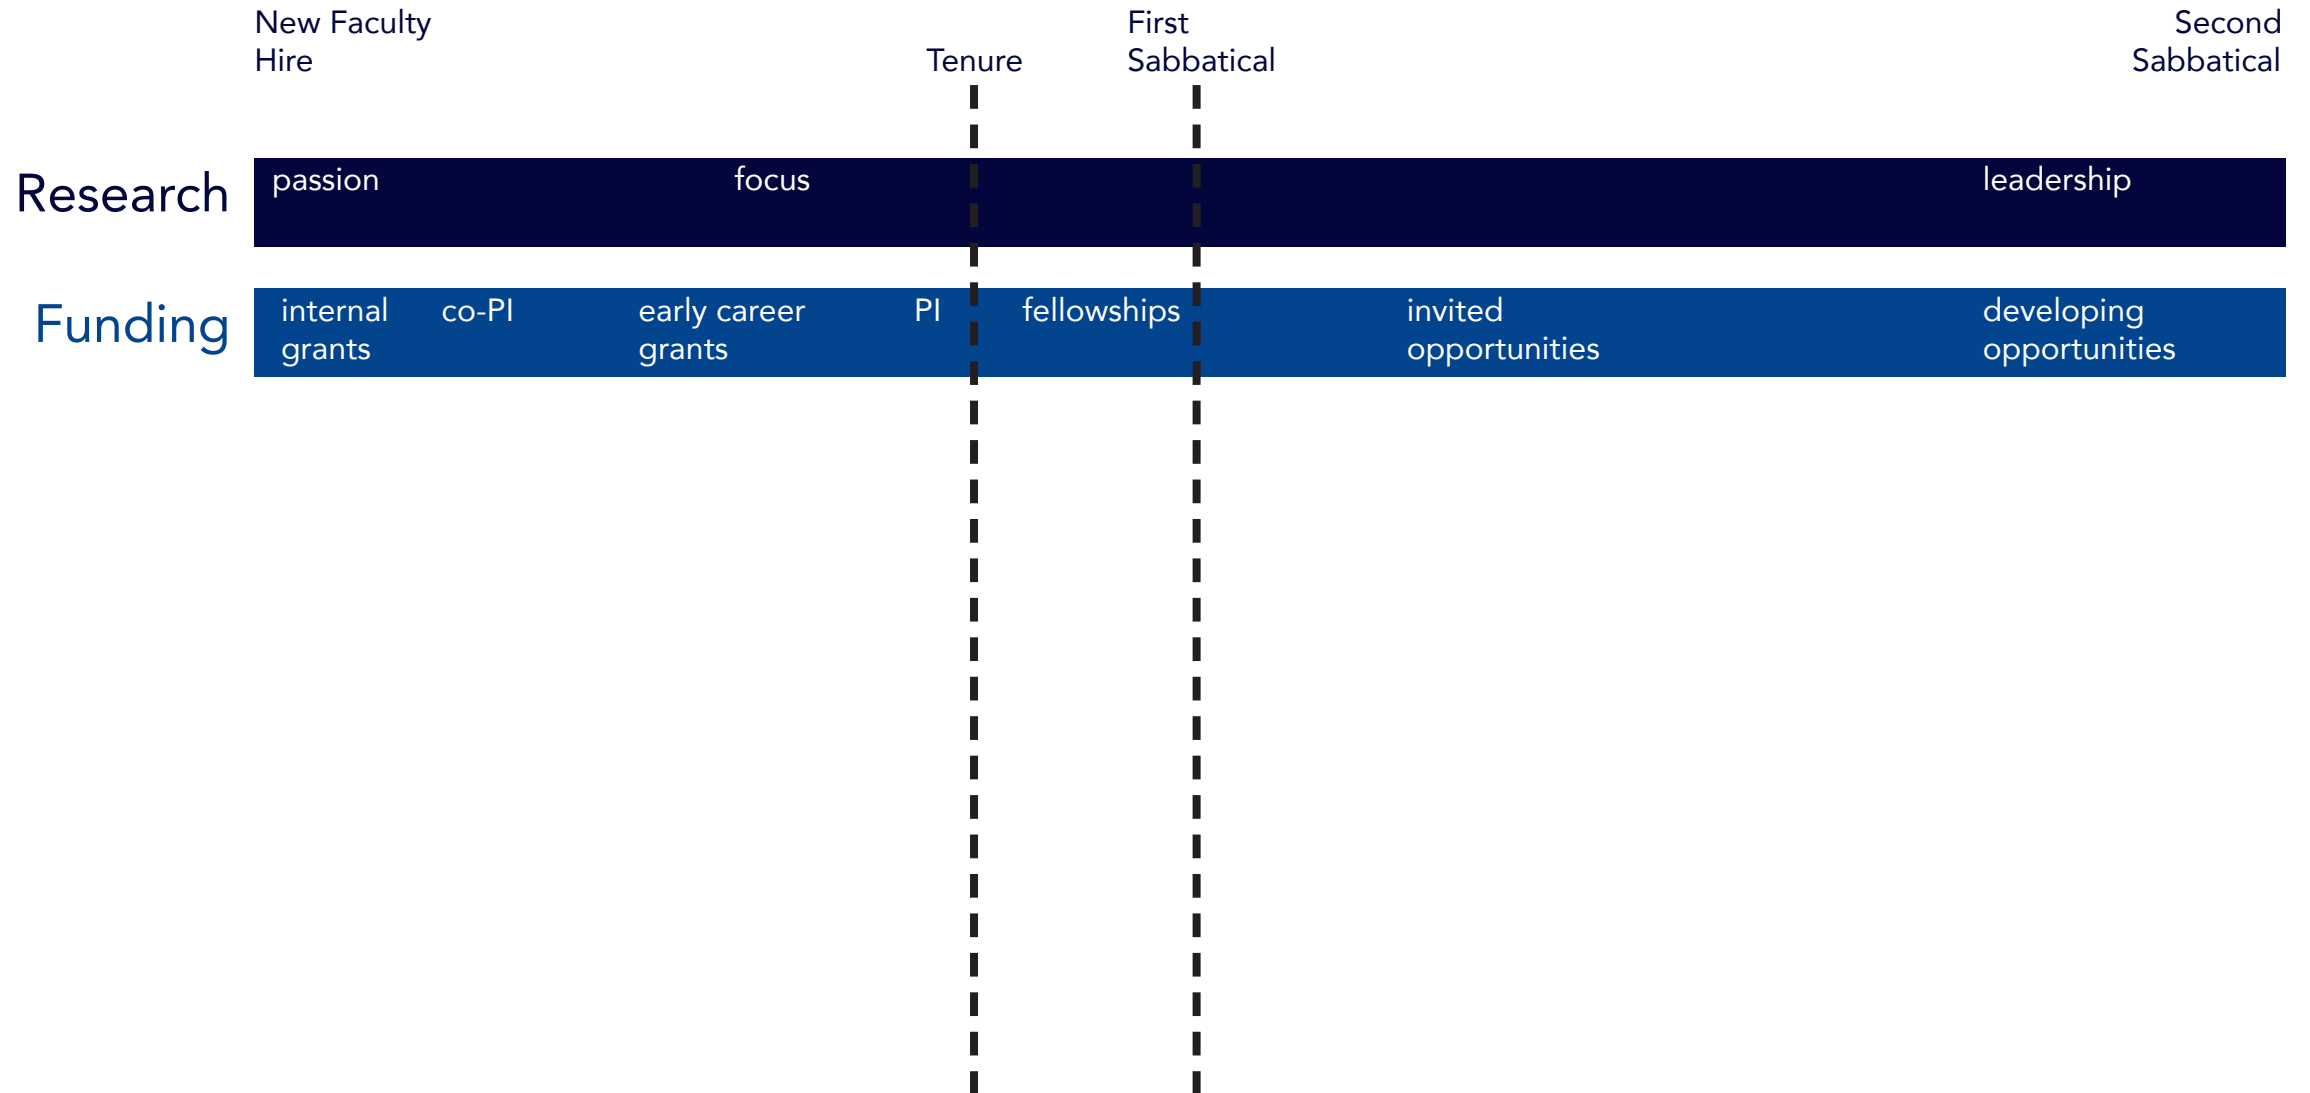 New Faculty
Hire
Tenure
First
Sabbatical
Second
Sabbatical
Research
passion
focus
leadership
Funding
internal
grants
co-PI
early career
grants
PI
fellowships
invited
opportunities
developing
opportunities